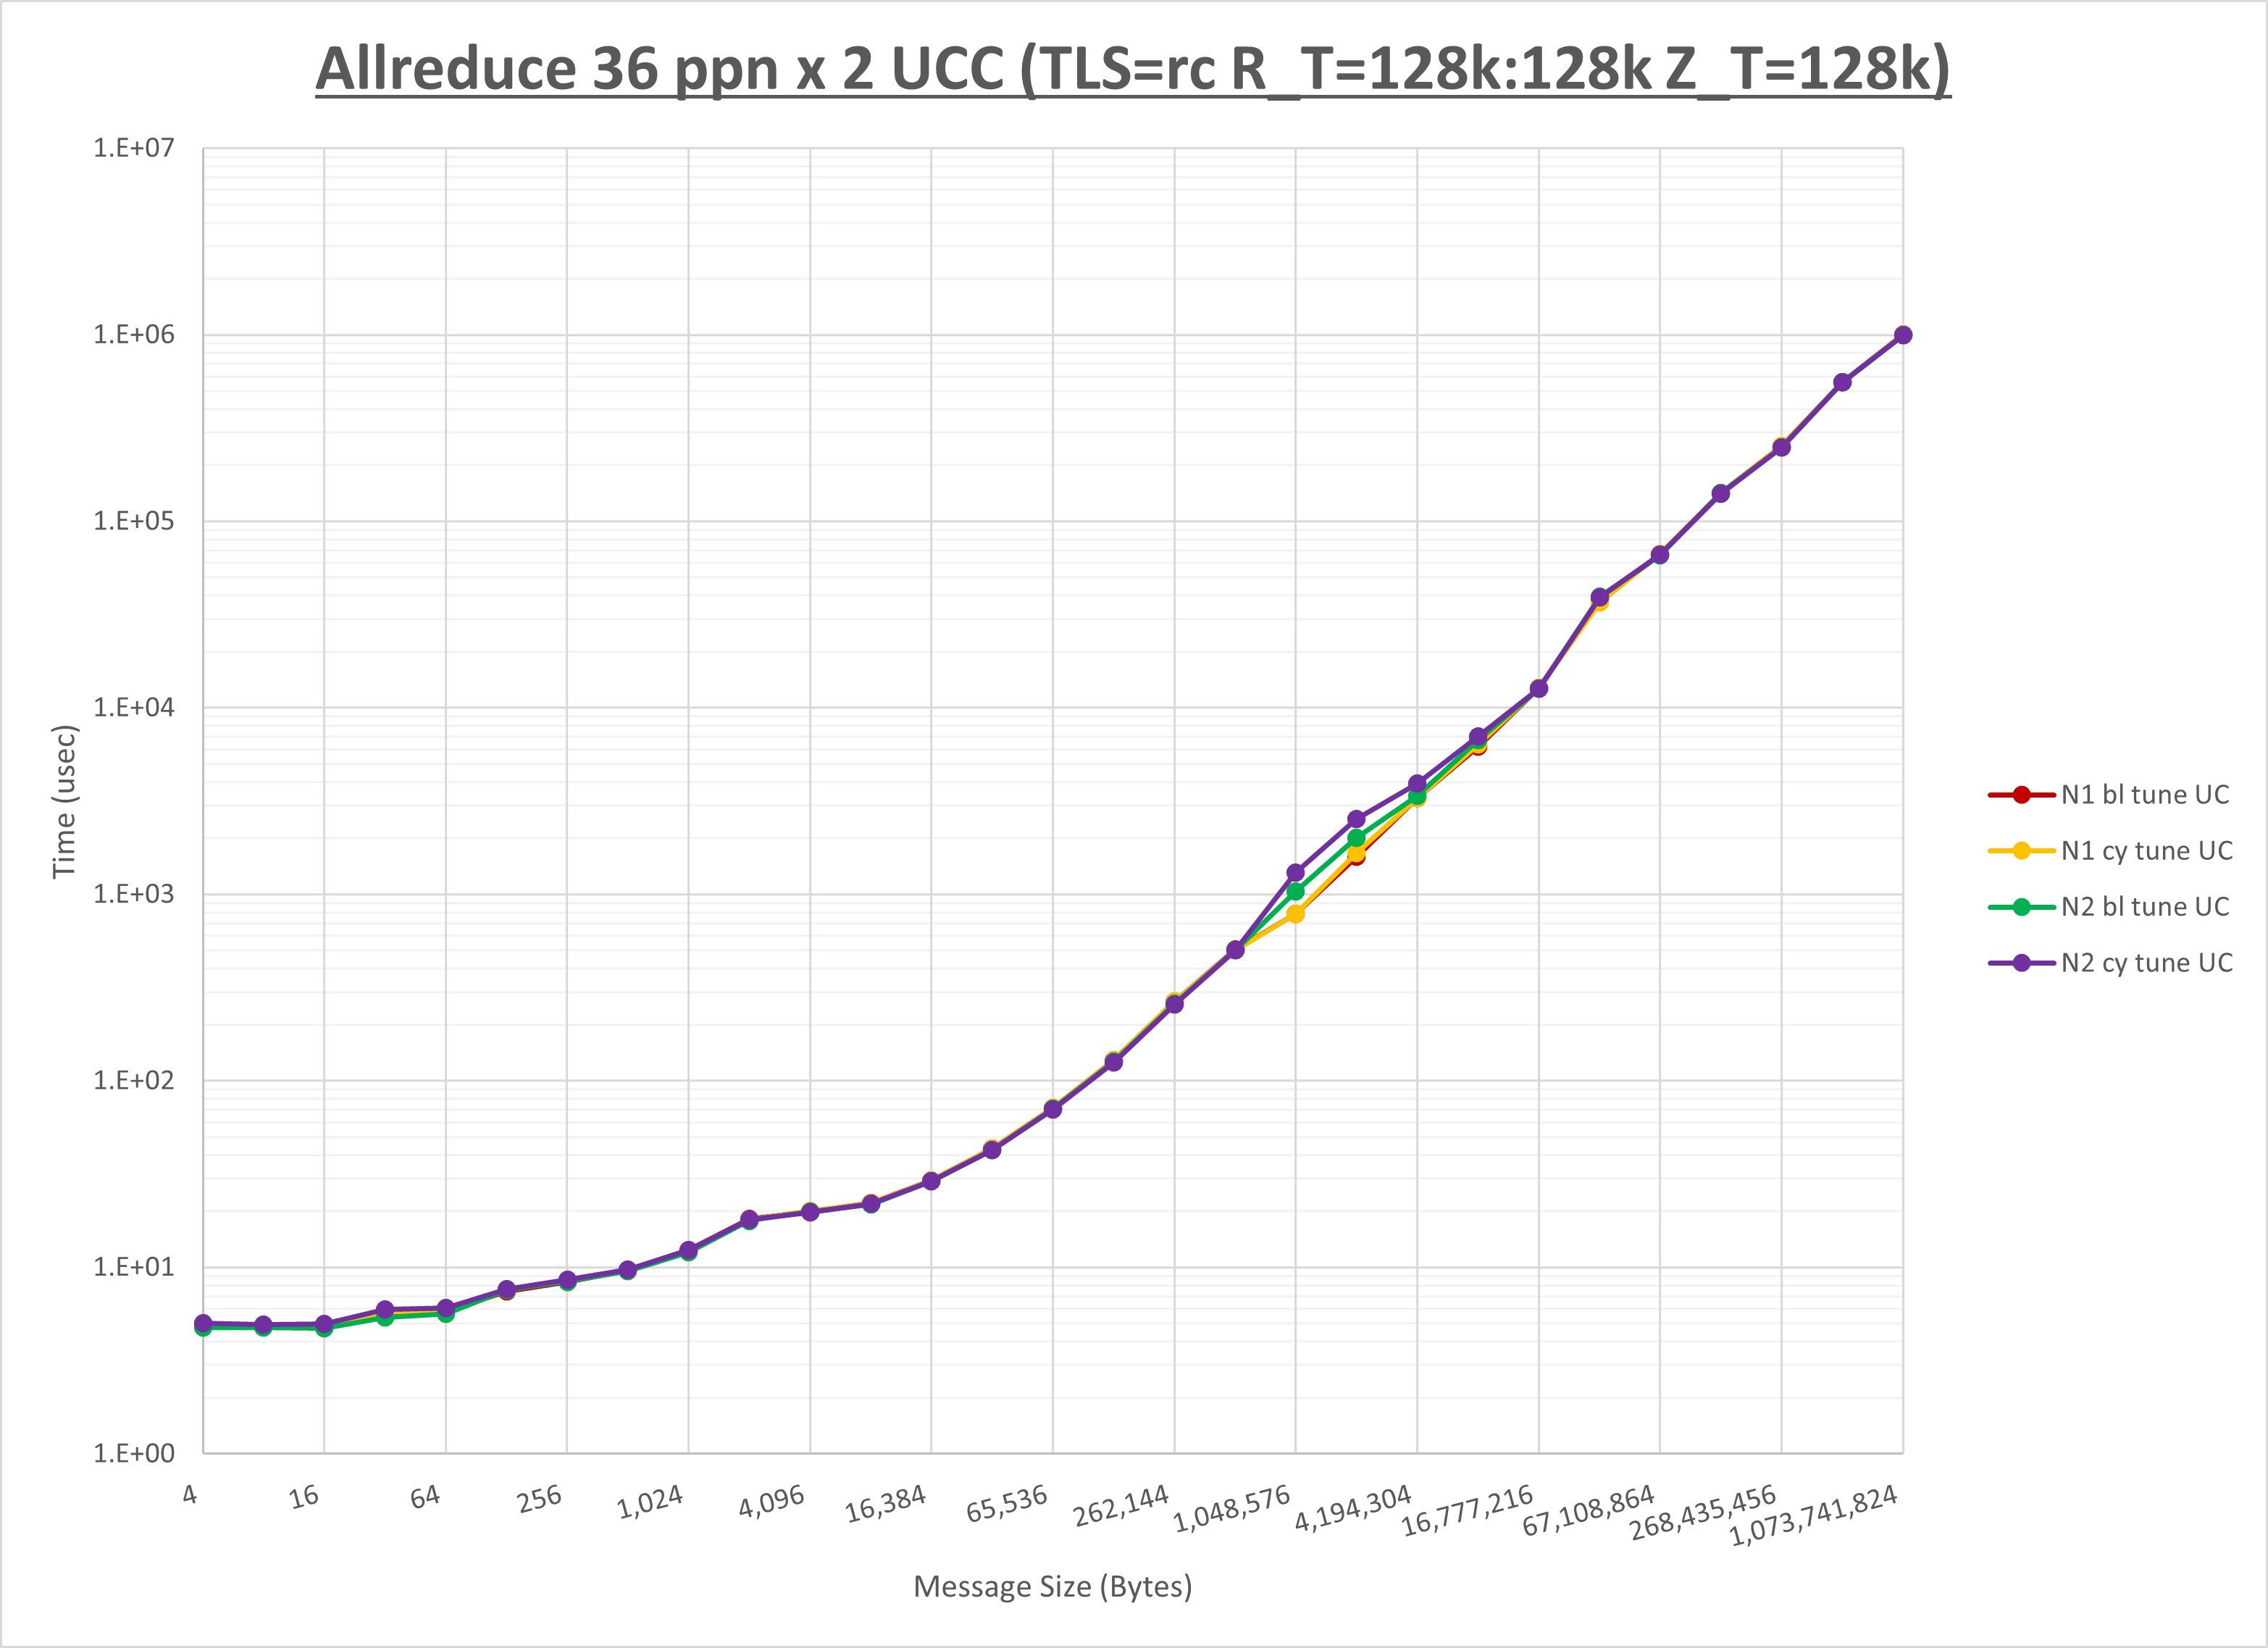 Allreduce 36 ppn x 2 UCC (TLS=rc R_T=128k:128k Z_T=128k)
1.E+07
1.E+06
1.E+05
1.E+04
1.E+03
1.E+02
1.E+01
1.E+00
Time (usec)
4
16
64
256
1,024
4,096
16,384
65,536
262,144
1,048,576
4,194,304
16,777,216
67,108,864
268,435,456
1,073,741,824
Message Size (Bytes)
N1 bl tune UC
N1 cy tune UC
N2 bl tune UC
N2 cy tune UC